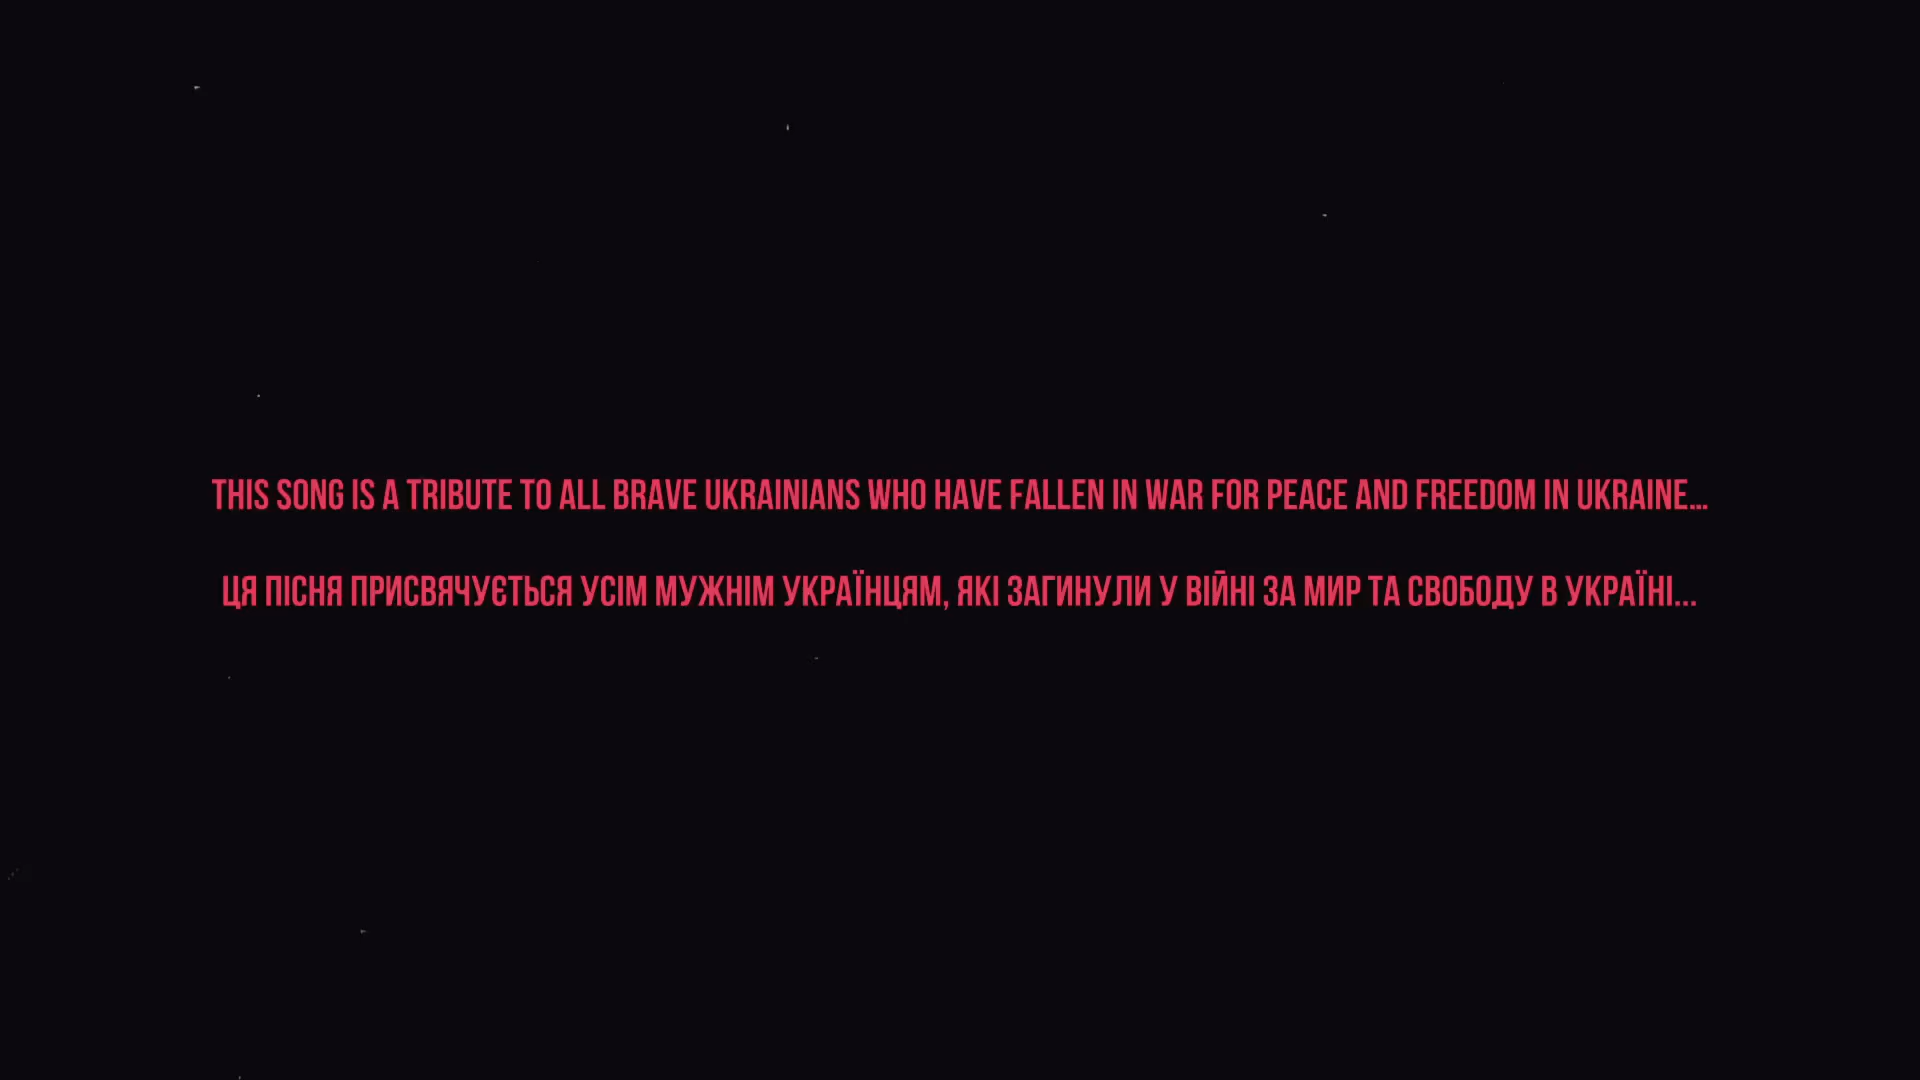 THIS SONG IS A TRIBUTE TO ALL BRAVE UKRAINIANS WHO HAVE FALLEN IN WAR FOR PEACE AND FREEDOM IN UKRAINE...
ЦЯ ПІСНЯ ПРИСВЯЧУЄТЬСЯ УСІМ МУЖНІМ УКРАЇНЦЯМ, ЯКІ ЗАГИНУЛИ У ВІЙНІ ЗА МИР ТА СВОБОДУ В УКРАЇНІ...